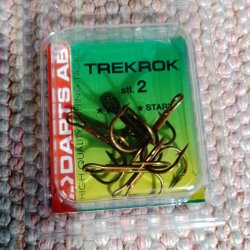 TREKROK
stl. 2
STAR
DARTS AB
HIGH QUALITY FISHING TACKLE